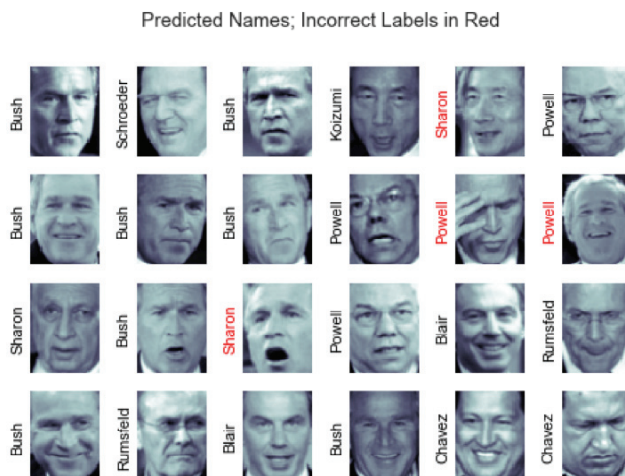 Predicted Names; Incorrect Labels in Red
Bush
Schroeder
Bush
Koizumi
Sharon
Powell
Bush
Bush
Bush
Powell
Powell
Powell
Sharon
Bush
Sharon
Powell
Blair
Rumsfeld
Bush
Rumsfeld
Blair
Bush
Chavez
Chavez